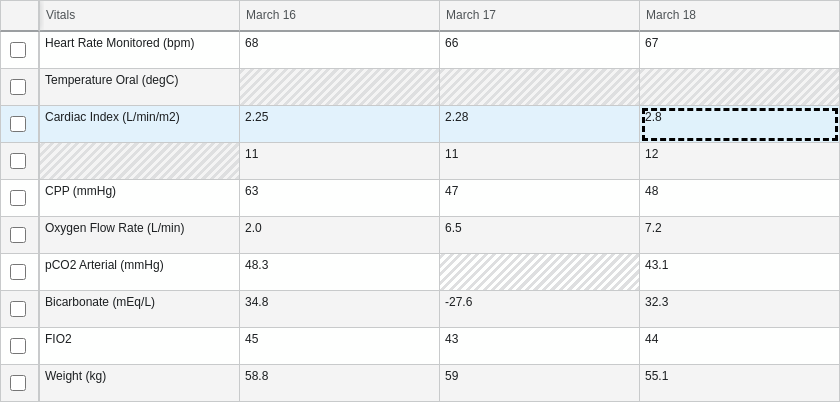 Vitals March 16 March 17 March 18
Heart Rate Monitored (bpm) 68 66 67
Temperature Oral (degC)
Cardiac Index (L/min/m2) 2.25 2.28 2.8
11 11 12
CPP (mmHg) 63 47 48
Oxygen Flow Rate (L/min) 2.0 6.5 7.2
pCO2 Arterial (mmHg) 48.3 43.1
Bicarbonate (mEq/L) 34.8 -27.6 32.3
FIO2 45 43 44
Weight (kg) 58.8 59 55.1